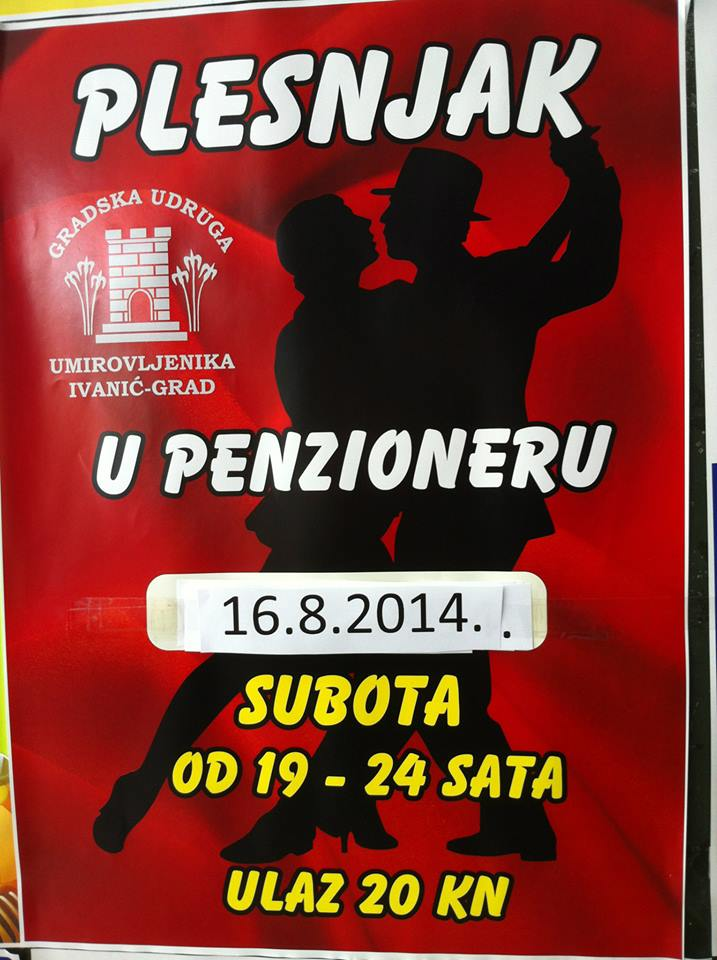 PLESNJAK
GRADSKA UDRUGA
UMIROVLJENIKA
IVANIĆ-GRAD
U PENZIONERU
16.8.2014. .
SUBOTA
OD 19 - 24 SATA
ULAZ 20 KN